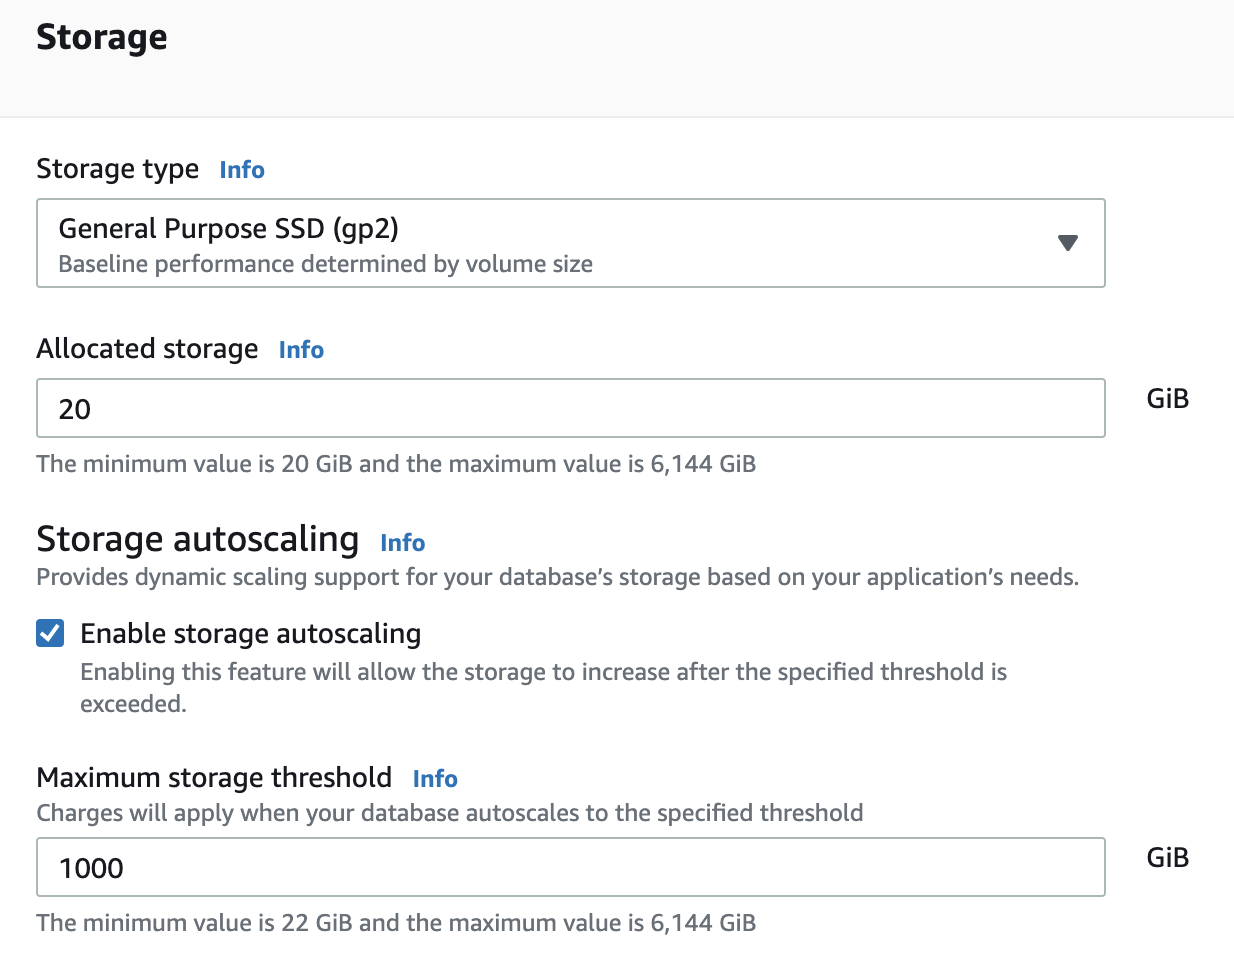 Storage
Storage type Info
General Purpose SSD (gp2)
Baseline performance determined by volume size
Allocated storage Info
20
GiB
The minimum value is 20 GiB and the maximum value is 6,144 GiB
Storage autoscaling Info
Provides dynamic scaling support for your database’s storage based on your application’s needs.
Enable storage autoscaling
Enabling this feature will allow the storage to increase after the specified threshold is
exceeded.
Maximum storage threshold Info
Charges will apply when your database autoscales to the specified threshold
1000
GiB
The minimum value is 22 GiB and the maximum value is 6,144 GiB